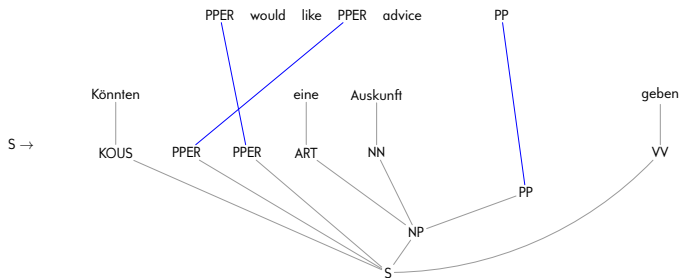 PPER would like PPER advice PP
Könnten eine Auskunft geben
S →
KOUS PPER PPER ART NN VV
PP
NP
S